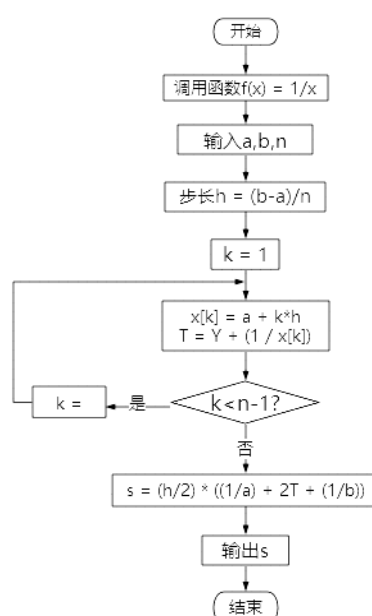 开始
调用函数f(x) = 1/x
输入a,b,n
步长h = (b-a)/n
k = 1
x[k] = a + k*h
T = Y + (1 / x[k])
k<n-1?
是
k =
否
s = (h/2) * ((1/a) + 2T + (1/b))
输出s
结束